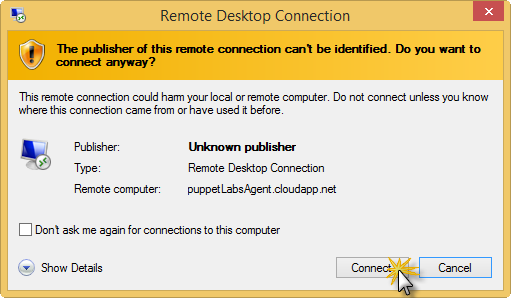 Remote Desktop Connection
The publisher of this remote connection can't be identified. Do you want to
connect anyway?
This remote connection could harm your local or remote computer. Do not connect unless you know
where this connection came from or have used it before.
Publisher: Unknown publisher
Type: Remote Desktop Connection
Remote computer: puppetLabsAgent.cloudapp.net
Don't ask me again for connections to this computer
Show Details Connect Cancel